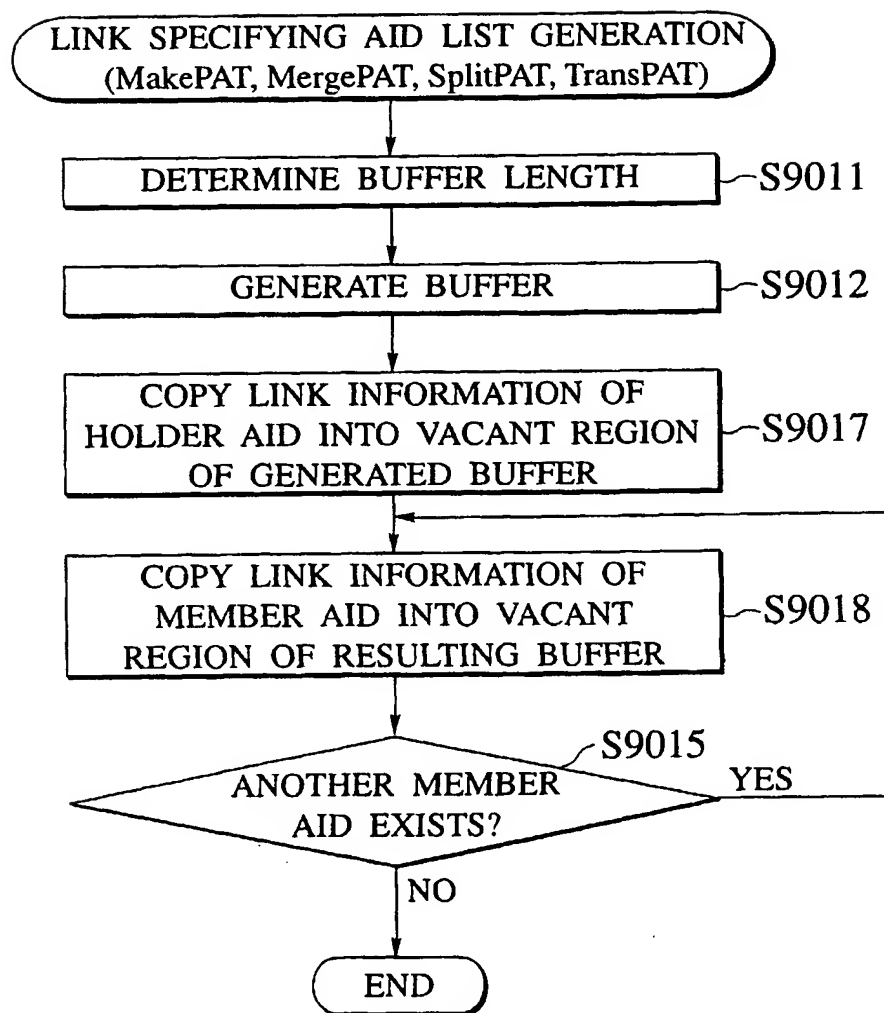 LINK SPECIFYING AID LIST GENERATION
(MakePAT, MergePAT, SplitPAT, TransPAT)
DETERMINE BUFFER LENGTH
S9011
GENERATE BUFFER
S9012
COPY LINK INFORMATION OF
HOLDER AID INTO VACANT REGION
OF GENERATED BUFFER
S9017
COPY LINK INFORMATION OF
MEMBER AID INTO VACANT
REGION OF RESULTING BUFFER
S9018
S9015
ANOTHER MEMBER
AID EXISTS?
YES
NO
END